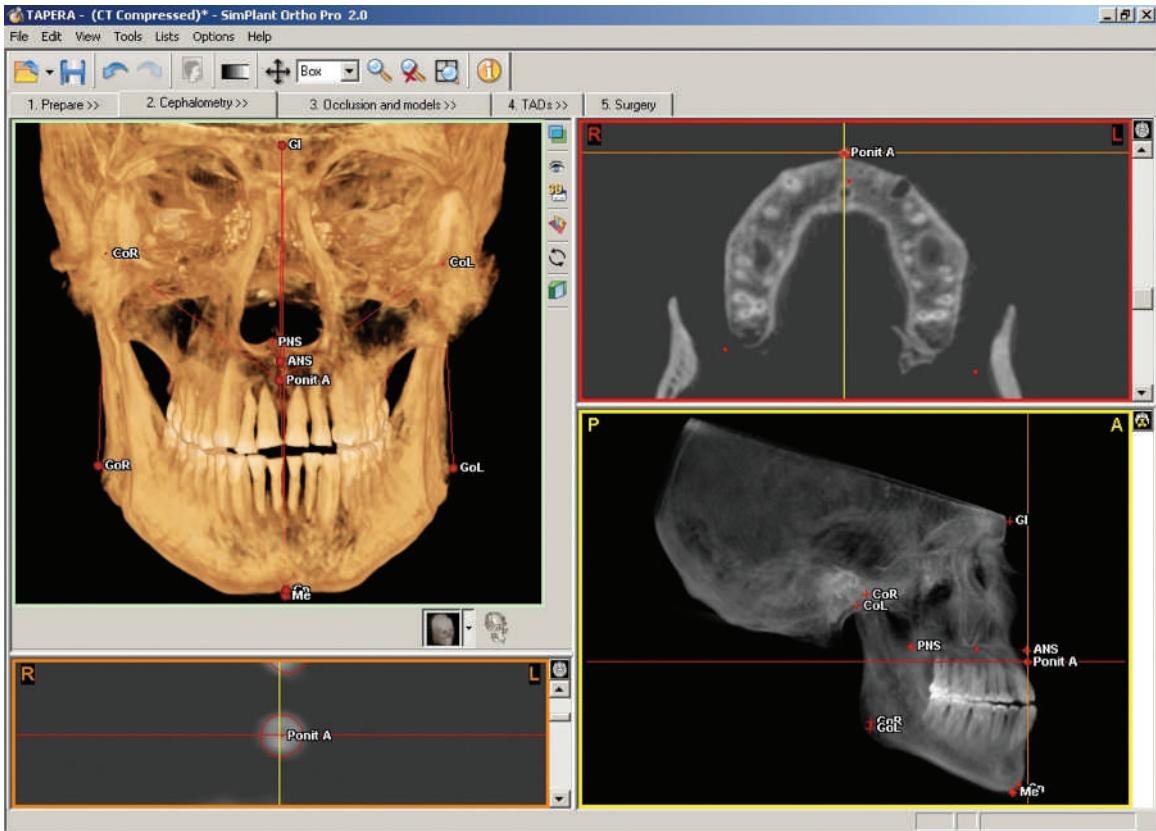 TAPERA - (CT Compressed)* - SimPlant Ortho Pro 2.0
File Edit View Tools Lists Options Help
Box
1. Prepare >> 2. Cephalometry >> 3. Occlusion and models >> 4. TADs >> 5. Surgery
Gl
CoR
CoL
PNS
ANS
Ponit A
GoR
GoL
Me
3D
R
L
Ponit A
P
A
Gl
CoR
CoL
PNS
ANS
Ponit A
GoL
Me
R
L
Ponit A